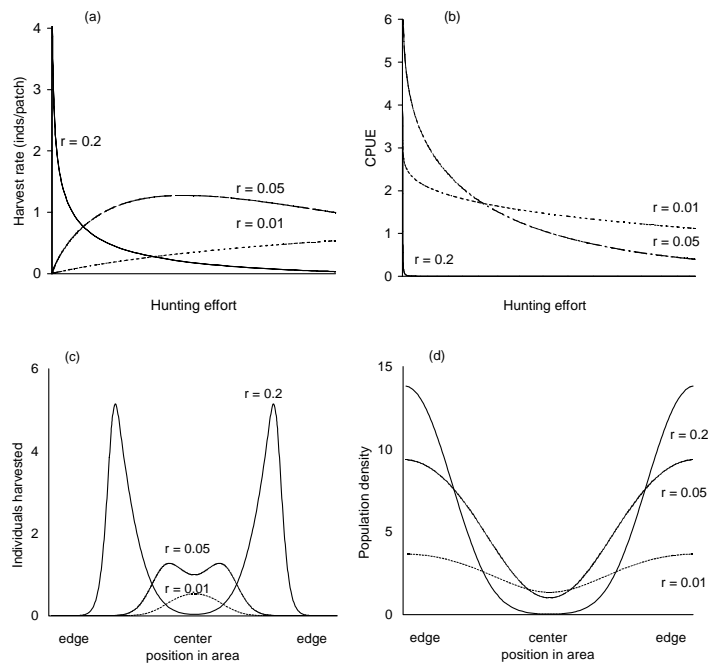 (a)
4
3
2
1
0
Harvest rate (inds/patch)
r = 0.2
r = 0.05
r = 0.01
Hunting effort
(b)
6
5
4
3
2
1
0
CPUE
r = 0.01
r = 0.05
r = 0.2
Hunting effort
(c)
6
4
2
0
Individuals harvested
r = 0.2
r = 0.05
r = 0.01
edge
center
edge
position in area
(d)
15
10
5
0
Population density
r = 0.2
r = 0.05
r = 0.01
edge
center
edge
position in area